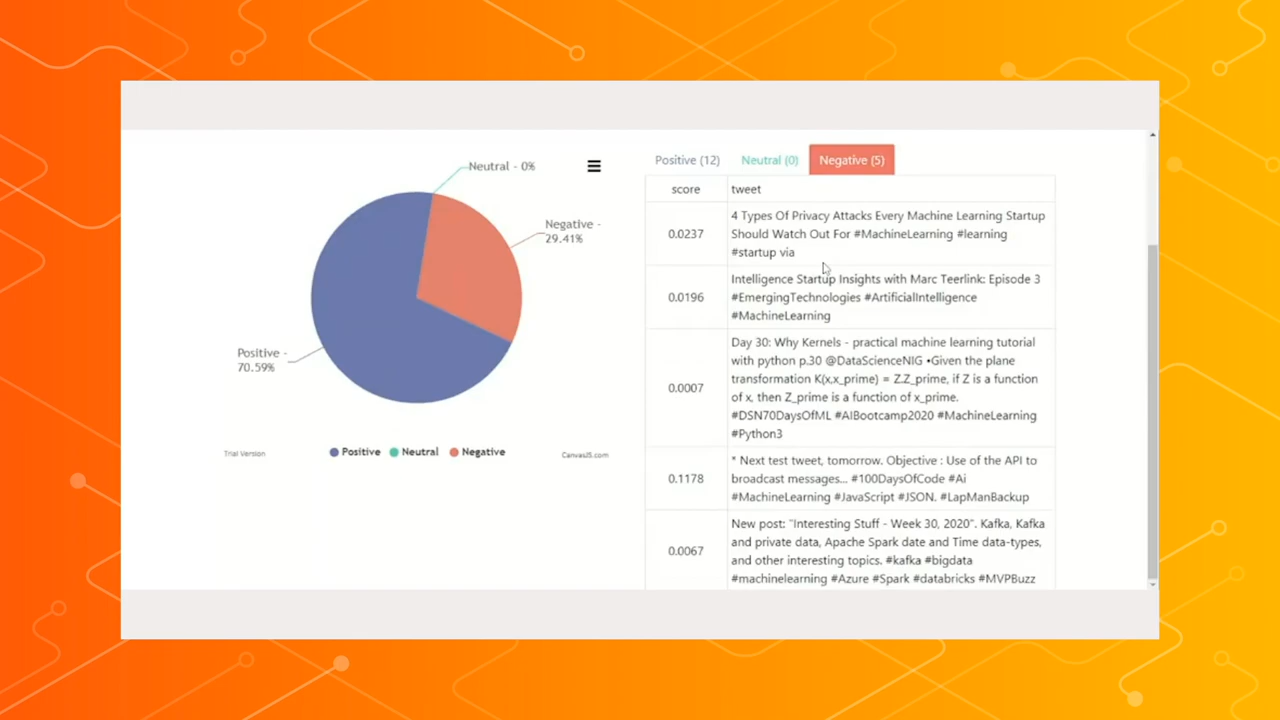 Neutral - 0%
Negative -
29.41%
Positive -
70.59%
Trial Version
Positive Neutral Negative
CanvasJS.com
Positive (12) Neutral (0) Negative (5)
score tweet
0.0237
4 Types Of Privacy Attacks Every Machine Learning Startup
Should Watch Out For #MachineLearning #learning
#startup via
0.0196
Intelligence Startup Insights with Marc Teerlink: Episode 3
#EmergingTechnologies #ArtificialIntelligence
#MachineLearning
0.0007
Day 30: Why Kernels - practical machine learning tutorial
with python p.30 @DataScienceNIG •Given the plane
transformation K(x,x_prime) = Z.Z_prime, if Z is a function
of x, then Z_prime is a function of x_prime.
#DSN70DaysOfML #AIBootcamp2020 #MachineLearning
#Python3
0.1178
* Next test tweet, tomorrow. Objective : Use of the API to
broadcast messages... #100DaysOfCode #Ai
#MachineLearning #JavaScript #JSON. #LapManBackup
0.0067
New post: "Interesting Stuff - Week 30, 2020". Kafka, Kafka
and private data, Apache Spark date and Time data-types,
and other interesting topics. #kafka #bigdata
#machinelearning #Azure #Spark #databricks #MVPBuzz